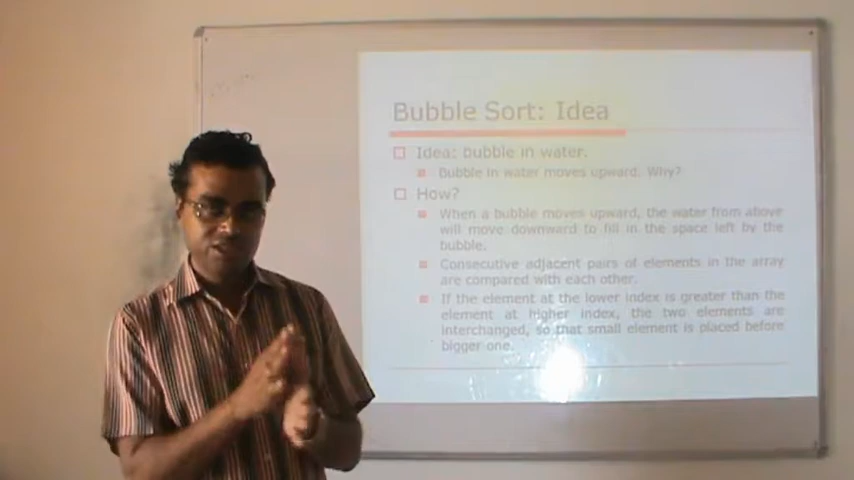 Bubble Sort: Idea
Idea: bubble in water.
Bubble in water moves upward. Why?
How?
When a bubble moves upward, the water from above
will move downward to fill in the space left by the
bubble.
Consecutive adjacent pairs of elements in the array
are compared with each other.
If the element at the lower index is greater than the
element at higher index, the two elements are
interchanged, so that small element is placed before
bigger one.